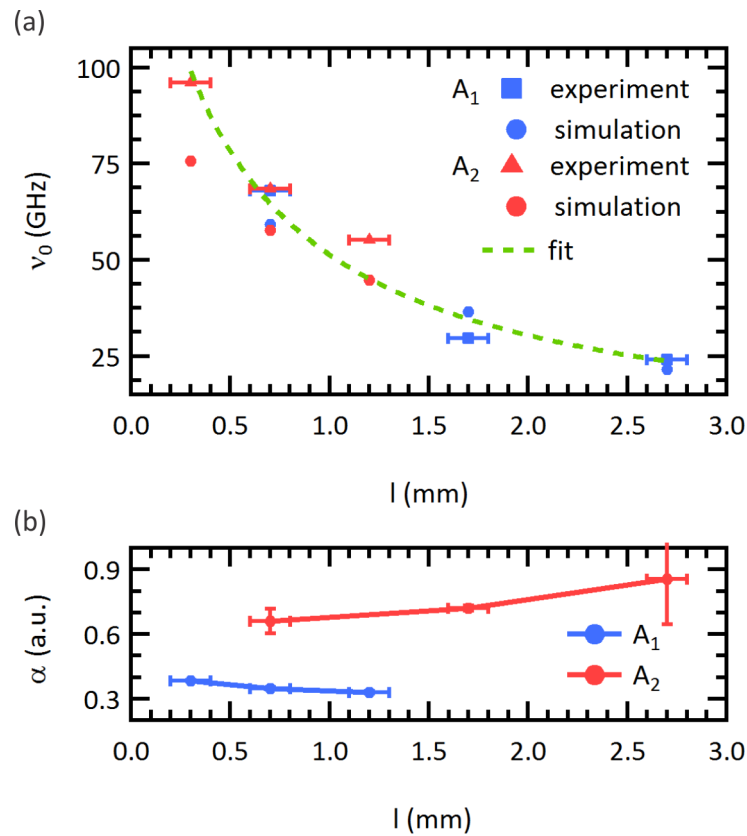 (a)
100
75
50
25
ν₀ (GHz)
A₁ experiment
simulation
A₂ experiment
simulation
fit
0.0 0.5 1.0 1.5 2.0 2.5 3.0
l (mm)
(b)
0.9
0.6
0.3
α (a.u.)
A₁
A₂
0.0 0.5 1.0 1.5 2.0 2.5 3.0
l (mm)